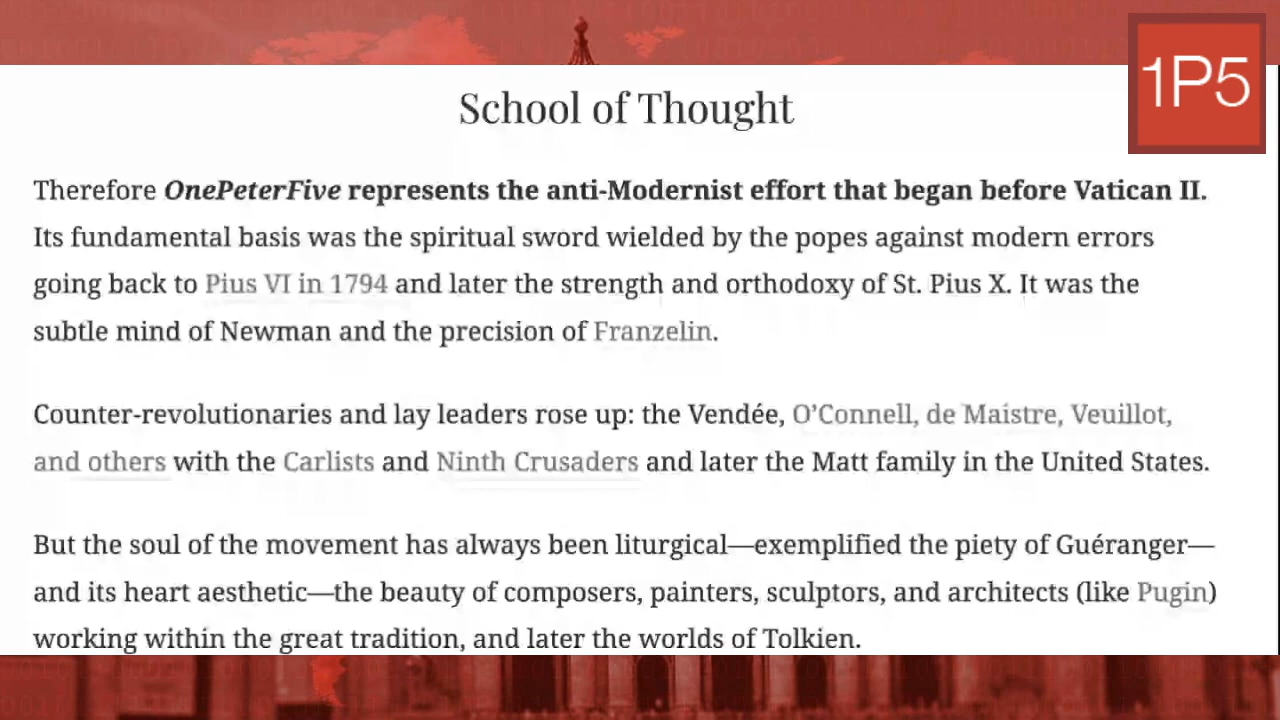 1P5
School of Thought
Therefore OnePeterFive represents the anti-Modernist effort that began before Vatican II.
Its fundamental basis was the spiritual sword wielded by the popes against modern errors
going back to Pius VI in 1794 and later the strength and orthodoxy of St. Pius X. It was the
subtle mind of Newman and the precision of Franzelin.
Counter-revolutionaries and lay leaders rose up: the Vendée, O’Connell, de Maistre, Veuillot,
and others with the Carlists and Ninth Crusaders and later the Matt family in the United States.
But the soul of the movement has always been liturgical—exemplified the piety of Guéranger—
and its heart aesthetic—the beauty of composers, painters, sculptors, and architects (like Pugin)
working within the great tradition, and later the worlds of Tolkien.